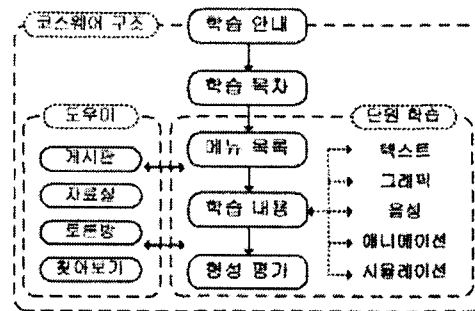 코스웨어 구조
학습 안내
학습 목차
도우미
단원 학습
게시판
자료실
토론방
찾아보기
메뉴 목록
학습 내용
형성 평가
텍스트
그래픽
음성
애니메이션
시뮬레이션